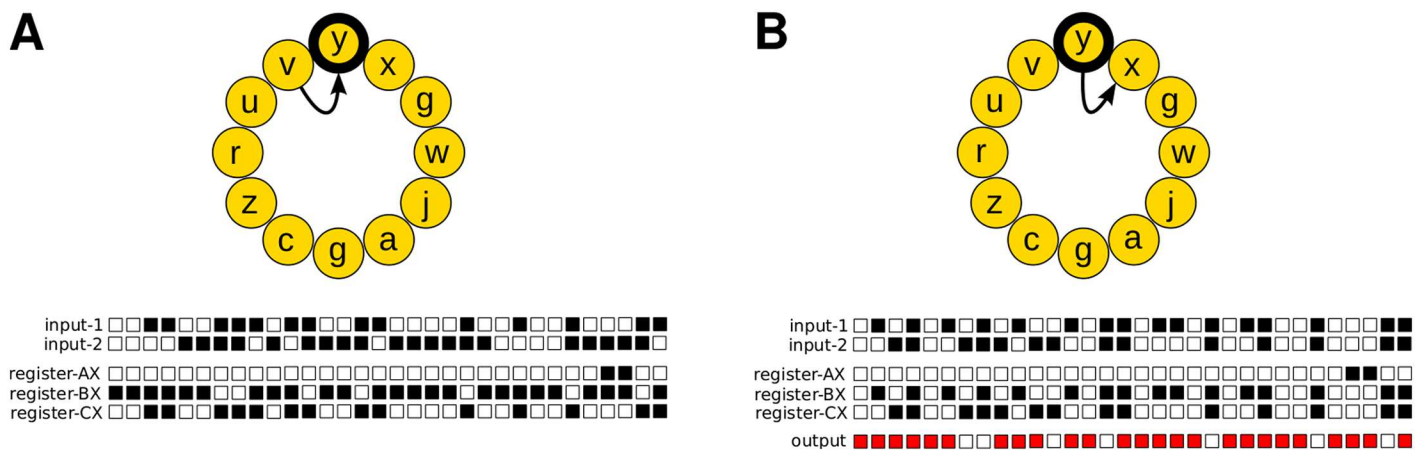 A
y
v
x
u
g
r
w
z
j
c
g
a
input-1
input-2
register-AX
register-BX
register-CX
B
y
v
x
u
g
r
w
z
j
c
g
a
input-1
input-2
register-AX
register-BX
register-CX
output